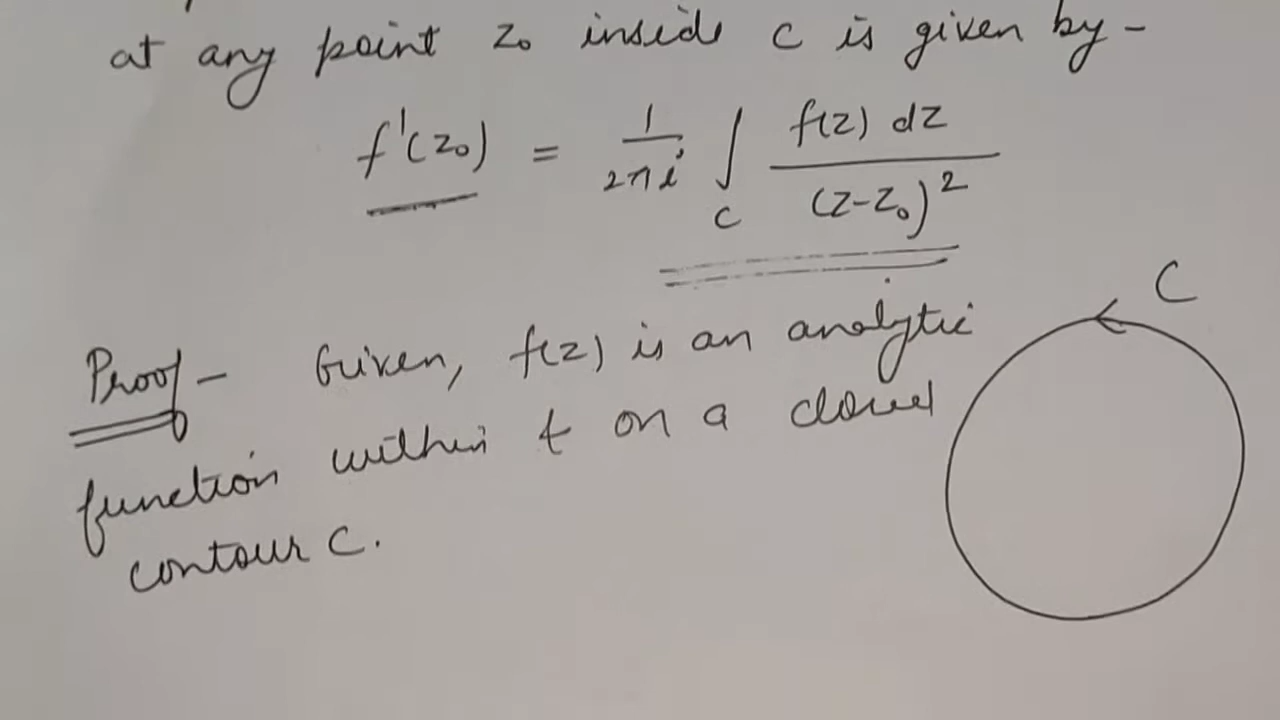 at any point z₀ inside c is given by -
f'(z₀) = 1/2πi ∫_C f(z) dz / (z-z₀)²
C
Proof - Given, f(z) is an analytic
function within & on a closed
contour C.